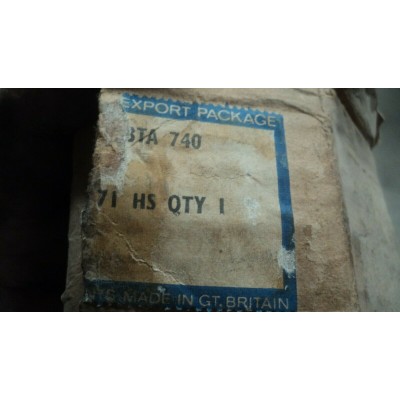 EXPORT PACKAGE
BTA 740
71 HS QTY 1
MADE IN GT. BRITAIN